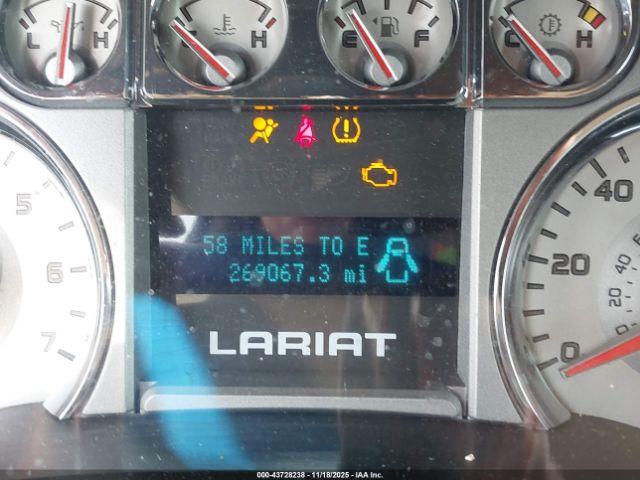 L H
C H
E F
C H
5
6
7
40
20
0
20
0
58 MILES TO E
269067.3 mi
LARIAT
000-43728238 - 11/18/2025 - IAA Inc.